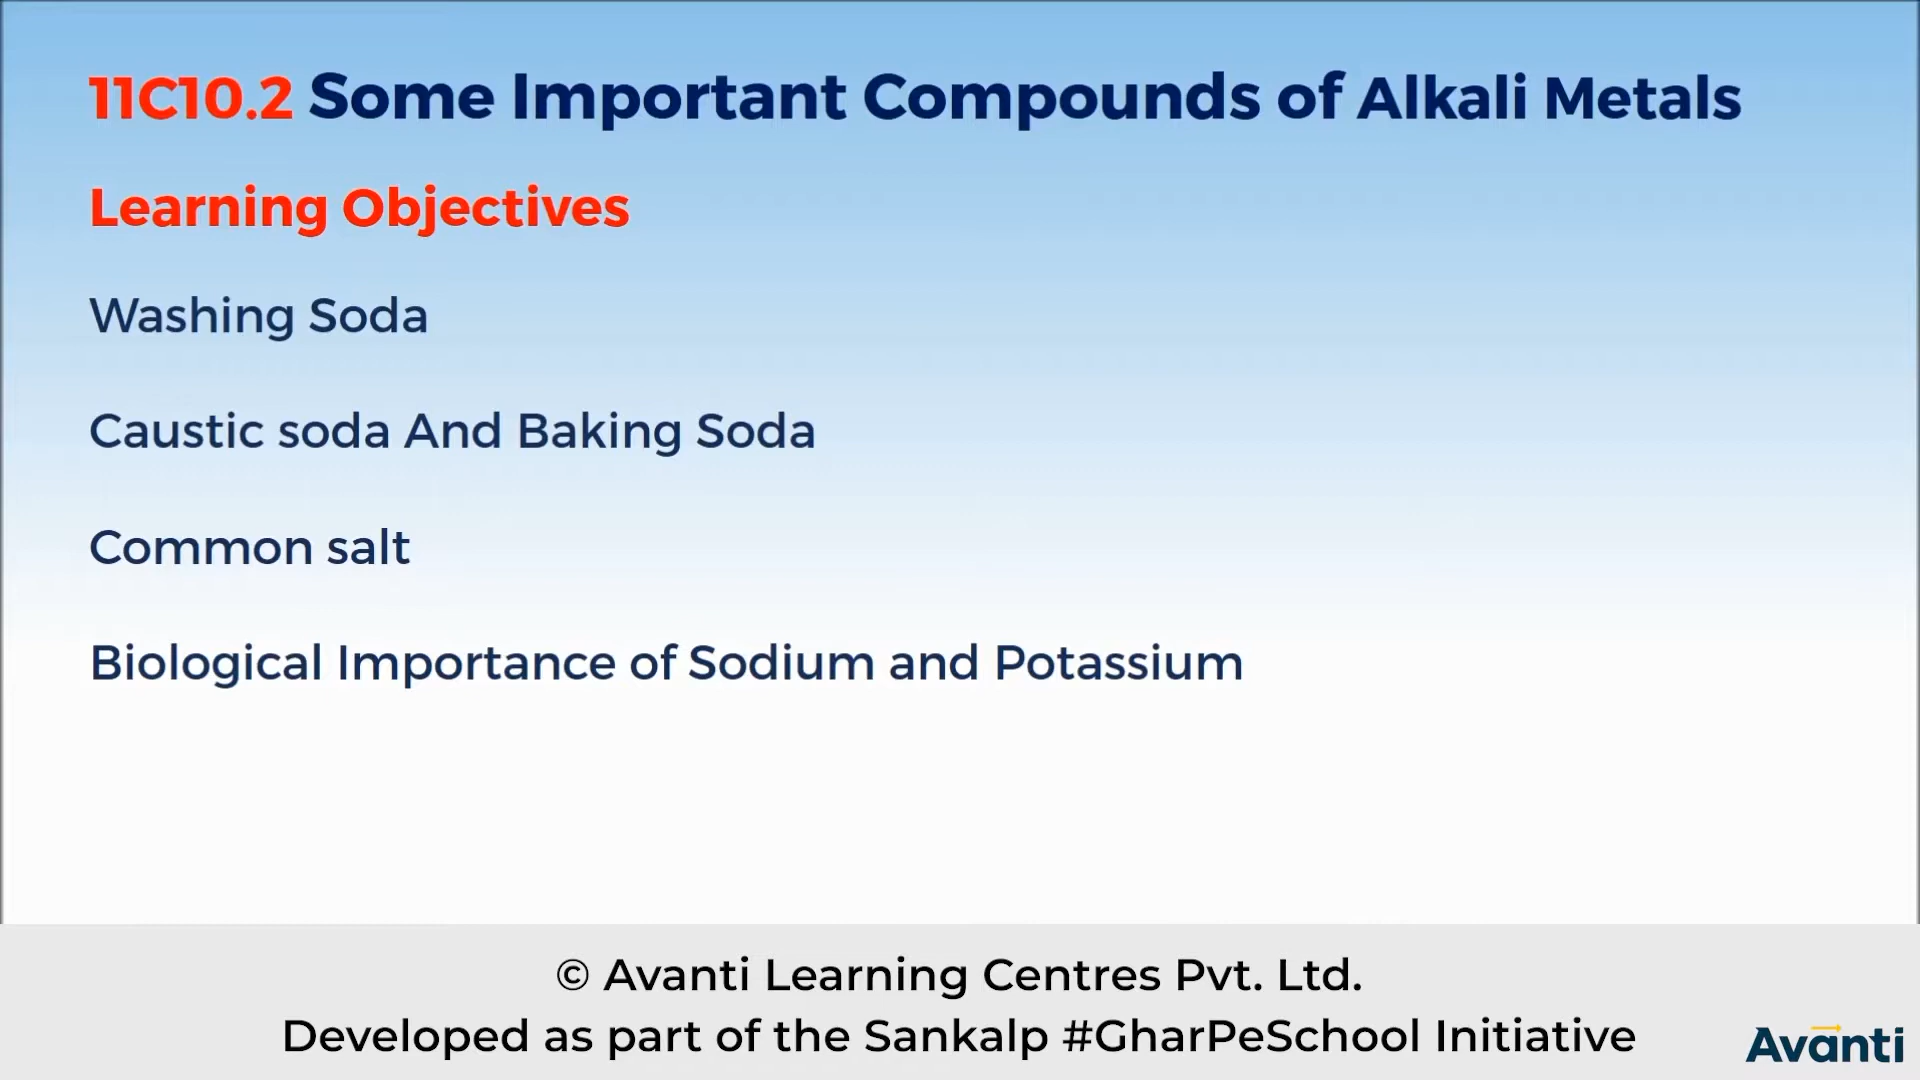 11C10.2 Some Important Compounds of Alkali Metals
Learning Objectives
Washing Soda
Caustic soda And Baking Soda
Common salt
Biological Importance of Sodium and Potassium
© Avanti Learning Centres Pvt. Ltd.
Developed as part of the Sankalp #GharPeSchool Initiative
Avanti